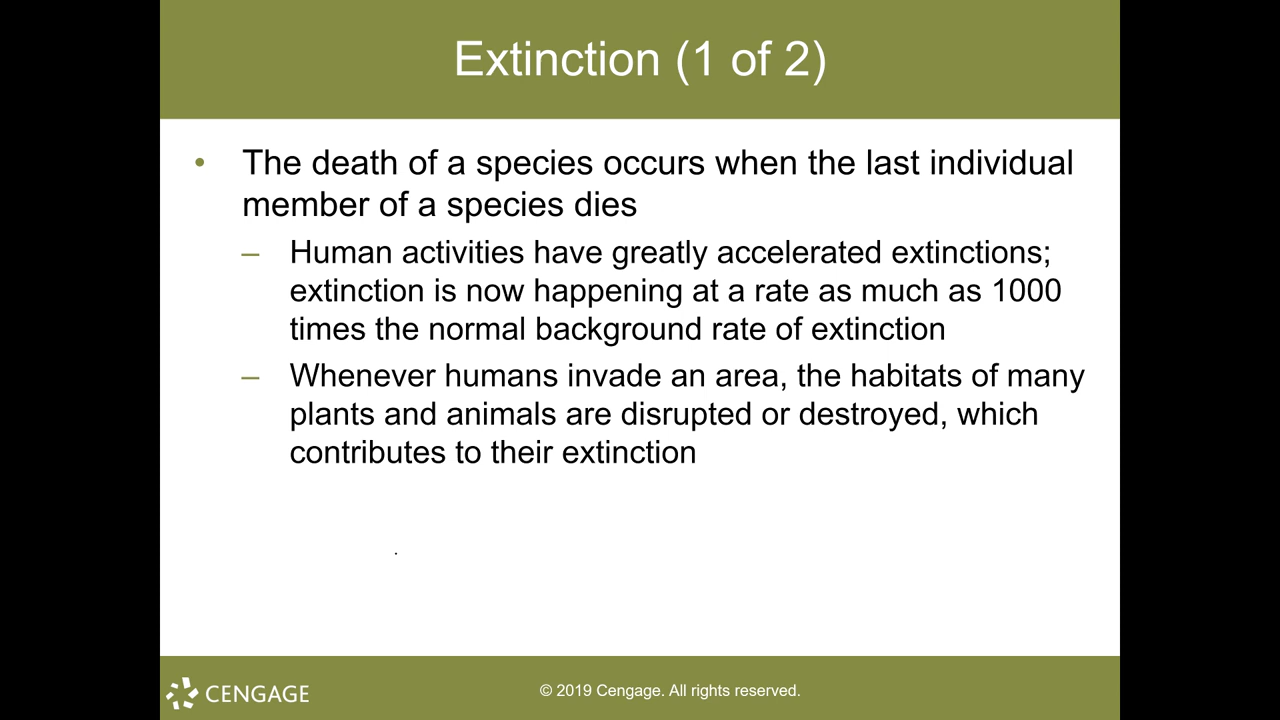 Extinction (1 of 2)
• The death of a species occurs when the last individual
member of a species dies
– Human activities have greatly accelerated extinctions;
extinction is now happening at a rate as much as 1000
times the normal background rate of extinction
– Whenever humans invade an area, the habitats of many
plants and animals are disrupted or destroyed, which
contributes to their extinction
.
CENGAGE
© 2019 Cengage. All rights reserved.